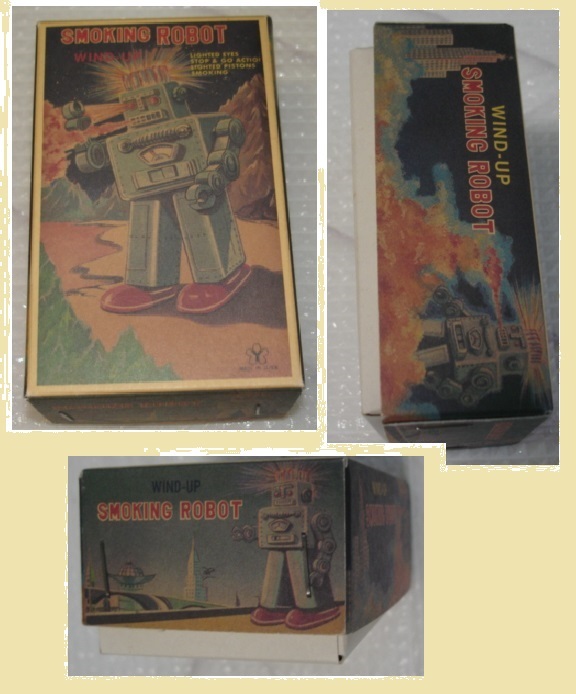 SMOKING ROBOT
WIND-UP
LIGHTED EYES
STOP & GO ACTION
LIGHTED PISTONS
SMOKING
WIND-UP
SMOKING ROBOT
WIND-UP
SMOKING ROBOT